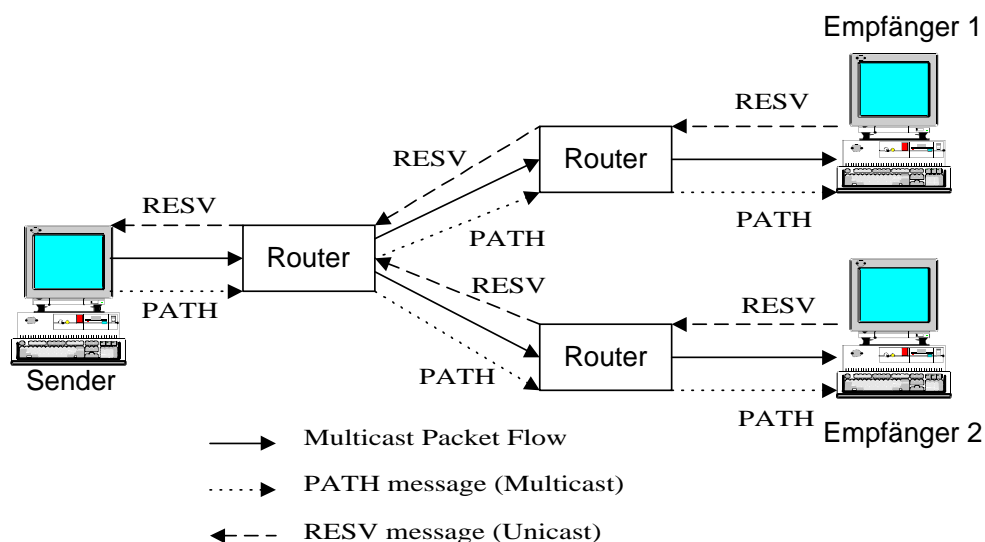 Empfänger 1
RESV
Router
RESV
PATH
PATH
RESV
Router
PATH
Sender
RESV
RESV
Router
PATH
PATH
Empfänger 2
Multicast Packet Flow
PATH message (Multicast)
RESV message (Unicast)